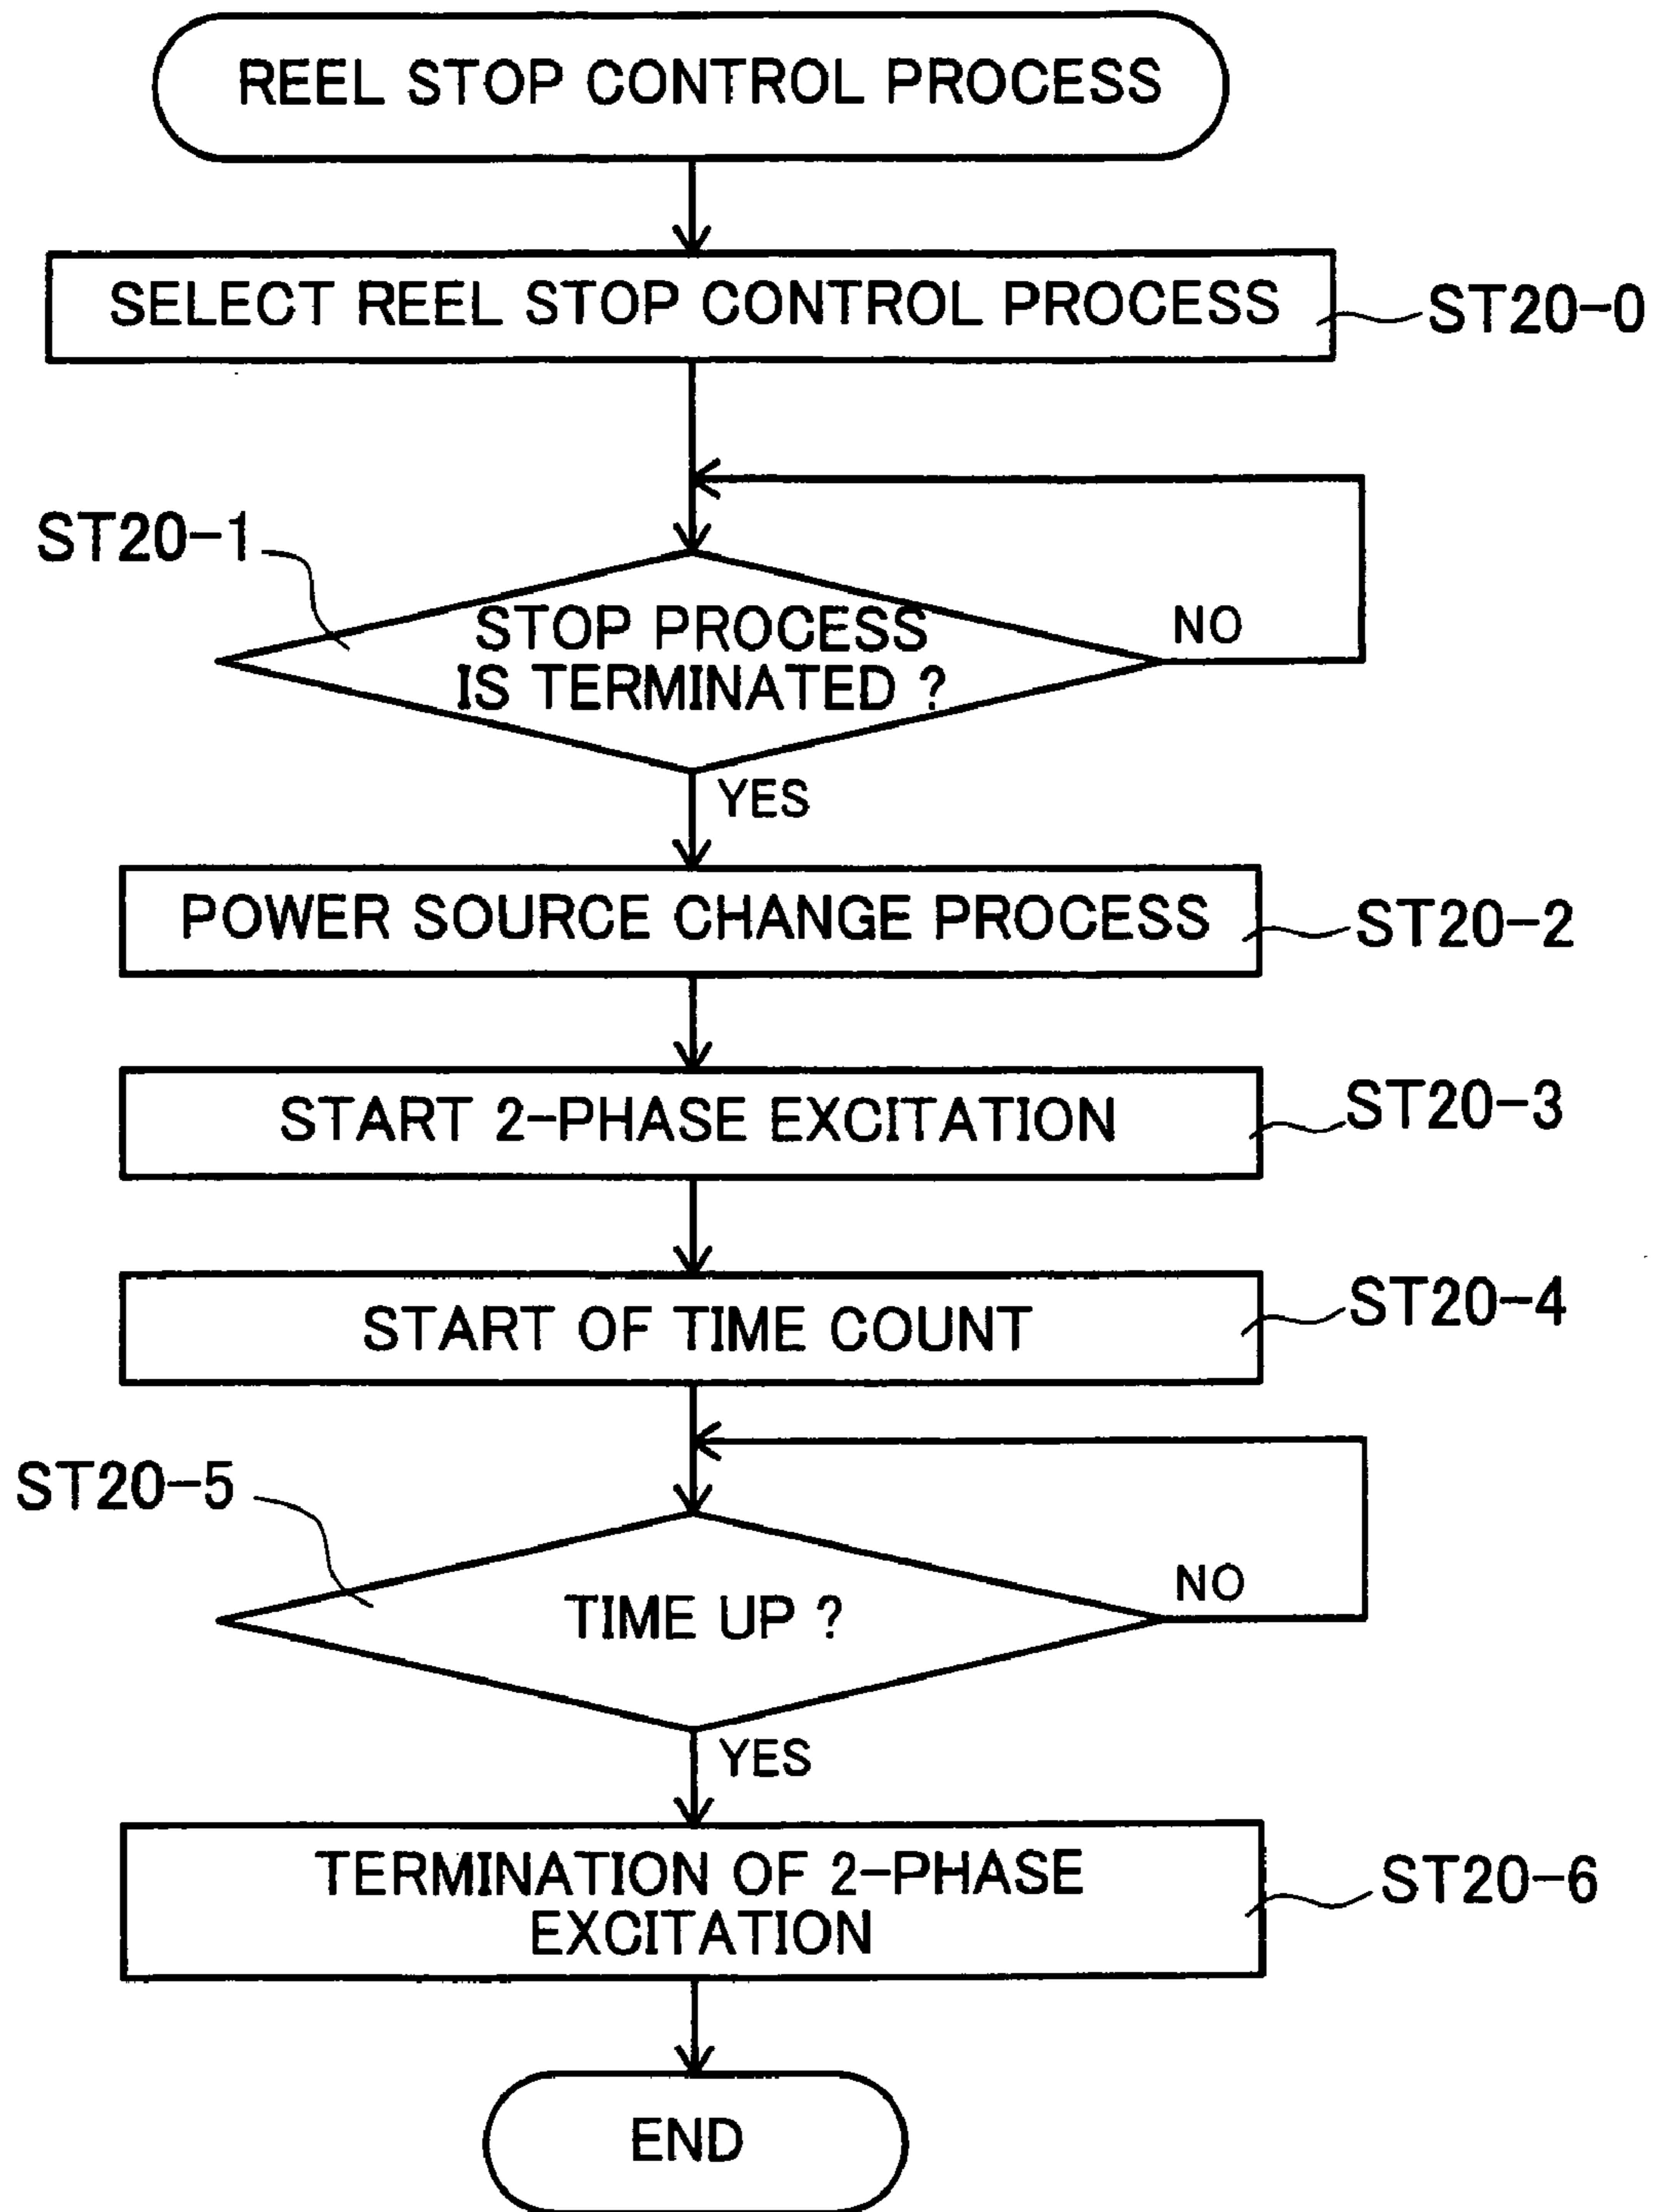 REEL STOP CONTROL PROCESS
SELECT REEL STOP CONTROL PROCESS
ST20-0
ST20-1
STOP PROCESS
IS TERMINATED ?
NO
YES
POWER SOURCE CHANGE PROCESS
ST20-2
START 2-PHASE EXCITATION
ST20-3
START OF TIME COUNT
ST20-4
ST20-5
TIME UP ?
NO
YES
TERMINATION OF 2-PHASE
EXCITATION
ST20-6
END